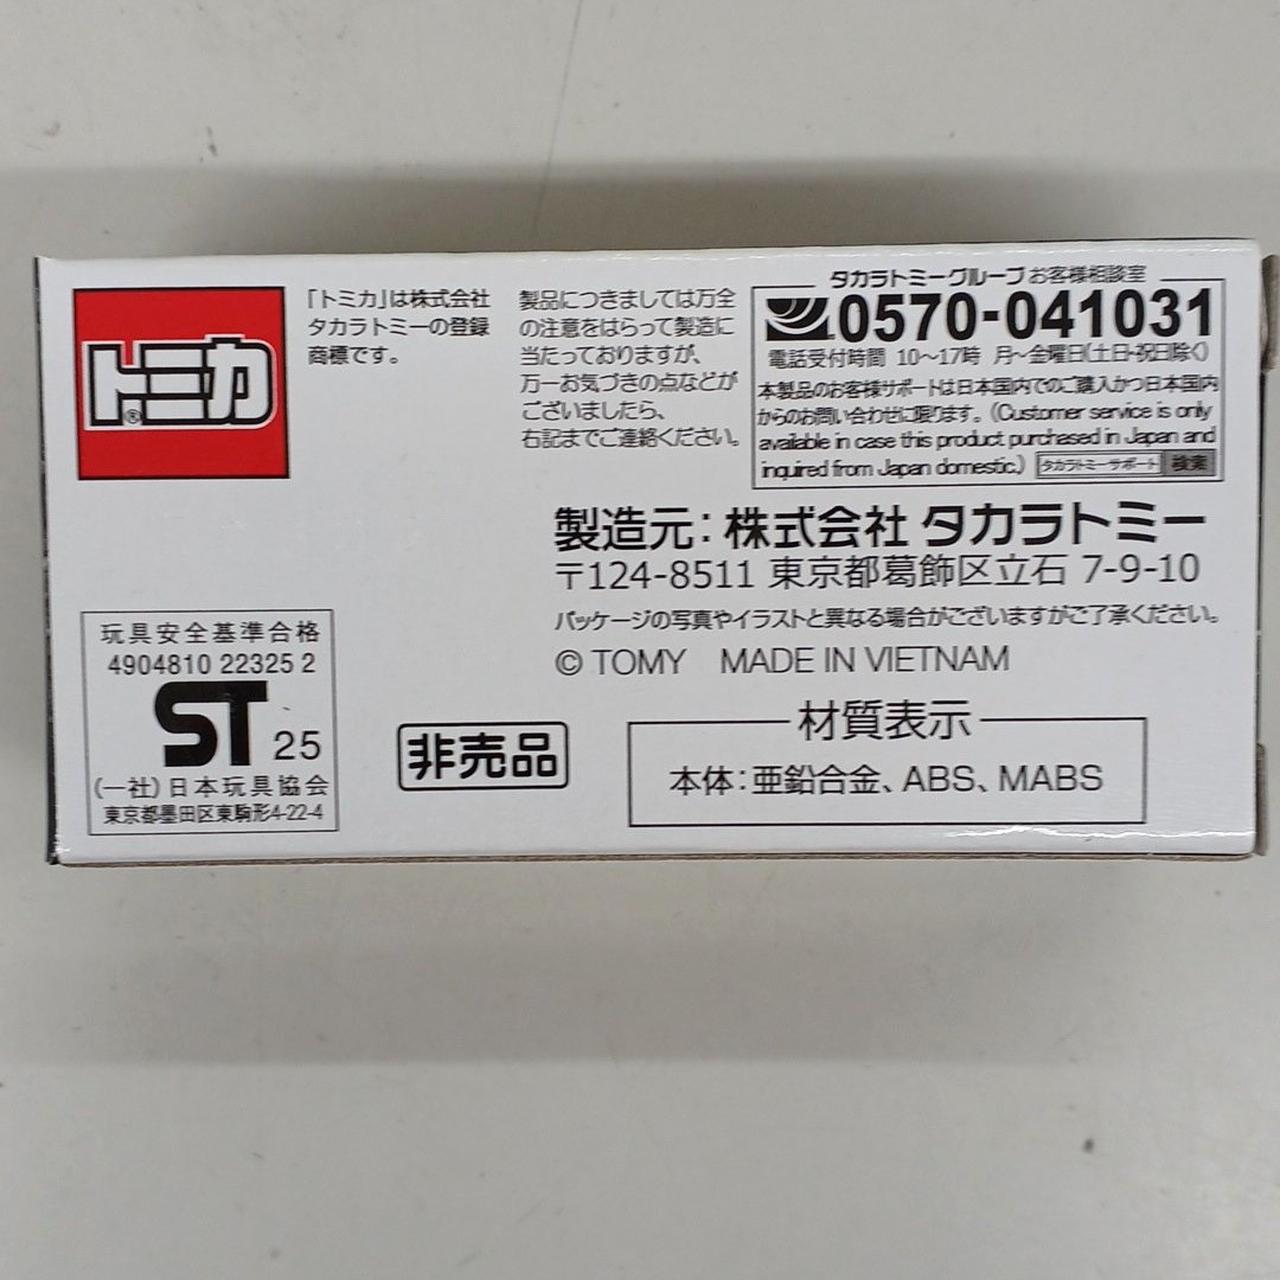 トミカ®
「トミカ」は株式会社
タカラトミーの登録
商標です。
製品につきましては万全
の注意をはらって製造に
当たっておりますが、
万一お気づきの点などが
ございましたら、
右記までご連絡ください。
タカラトミーグループお客様相談室
0570-041031
電話受付時間 10～17時 月～金曜日(土日・祝日除く)
本製品のお客様サポートは日本国内でのご購入かつ日本国内
からのお問い合わせに限ります。(Customer service is only
available in case this product purchased in Japan and
inquired from Japan domestic.) タカラトミーサポート 検索
製造元：株式会社 タカラトミー
〒124-8511 東京都葛飾区立石 7-9-10
パッケージの写真やイラストと異なる場合がございますがご了承ください。
© TOMY MADE IN VIETNAM
玩具安全基準合格
4904810 22325 2
ST 25
(一社)日本玩具協会
東京都墨田区東駒形4-22-4
非売品
材質表示
本体：亜鉛合金、ABS、MABS